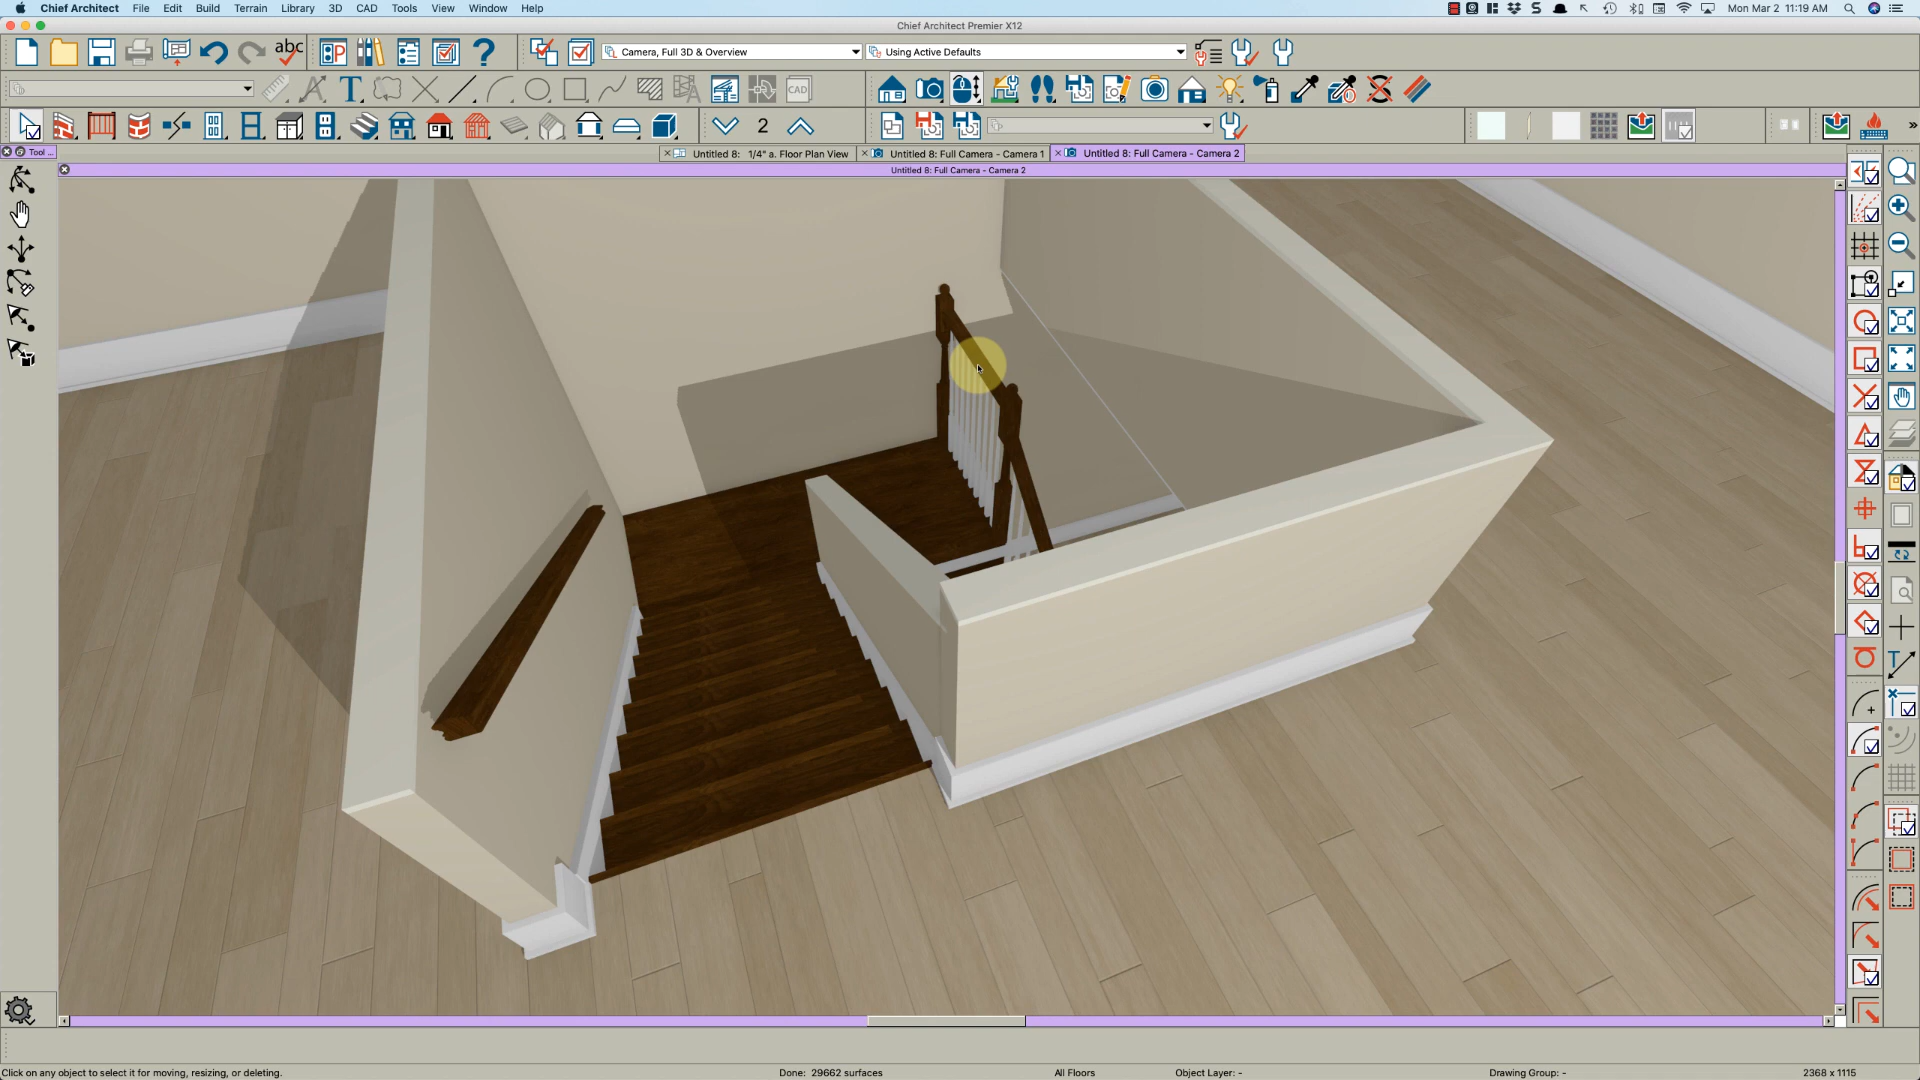 Chief Architect File Edit Build Terrain Library 3D CAD Tools View Window Help Mon Mar 2 11:19 AM
Chief Architect Premier X12
abc Camera, Full 3D & Overview Using Active Defaults
T CAD
2
Tool ... Untitled 8: 1/4" a. Floor Plan View Untitled 8: Full Camera - Camera 1 Untitled 8: Full Camera - Camera 2
Untitled 8: Full Camera - Camera 2
T
Click on any object to select it for moving, resizing, or deleting. Done: 29662 surfaces All Floors Object Layer: - Drawing Group: - 2368 x 1115